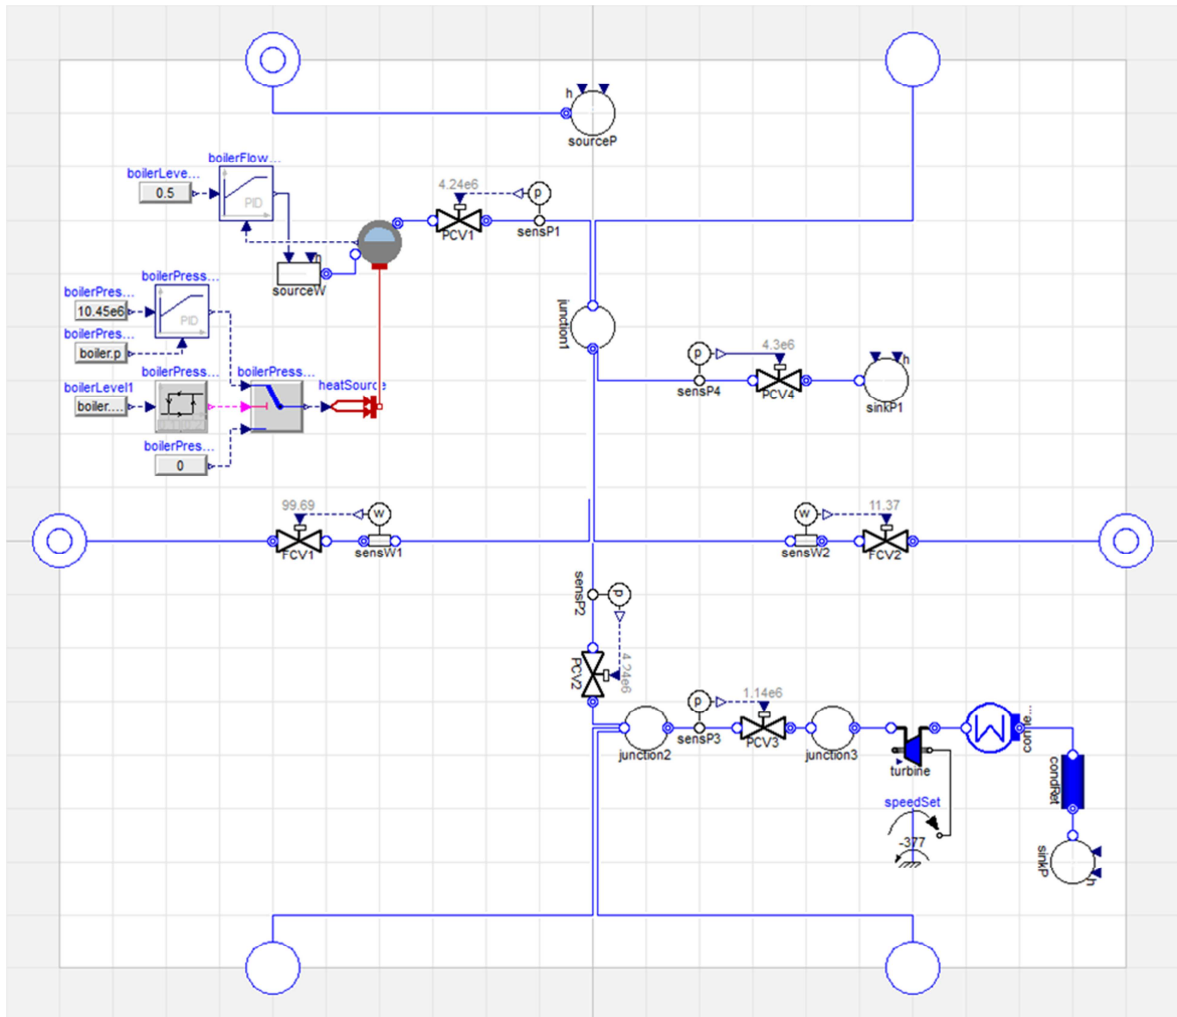 h
sourceP
boilerFlow...
boilerLeve...
0.5
PID
4.24e6
p
PCV1
sensP1
h
sourceW
boilerPress...
boilerPres...
10.45e6
PID
boilerPres...
boiler.p
junction1
boilerLevel1
boiler....
boilerPress...
boilerPress...
heatSource
p
4.3e6
h
sensP4
PCV4
sinkP1
boilerPres...
0
99.69
w
FCV1
sensW1
w
11.37
sensW2
FCV2
sensP2
p
PCV2
4.24e6
p
1.14e6
junction2
sensP3
PCV3
junction3
turbine
condRet
speedSet
-377
sinkP
h